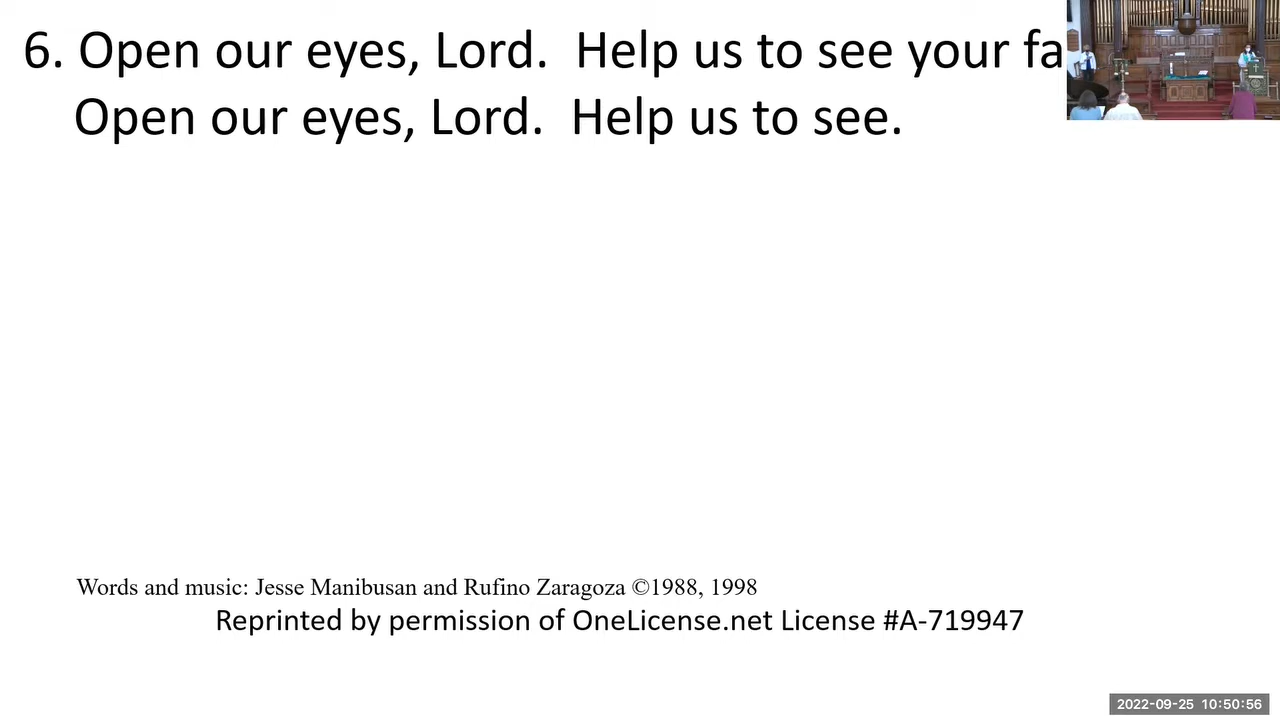 6. Open our eyes, Lord.  Help us to see your fa
Open our eyes, Lord.  Help us to see.
Words and music: Jesse Manibusan and Rufino Zaragoza ©1988, 1998
Reprinted by permission of OneLicense.net License #A-719947
2022-09-25 10:50:56